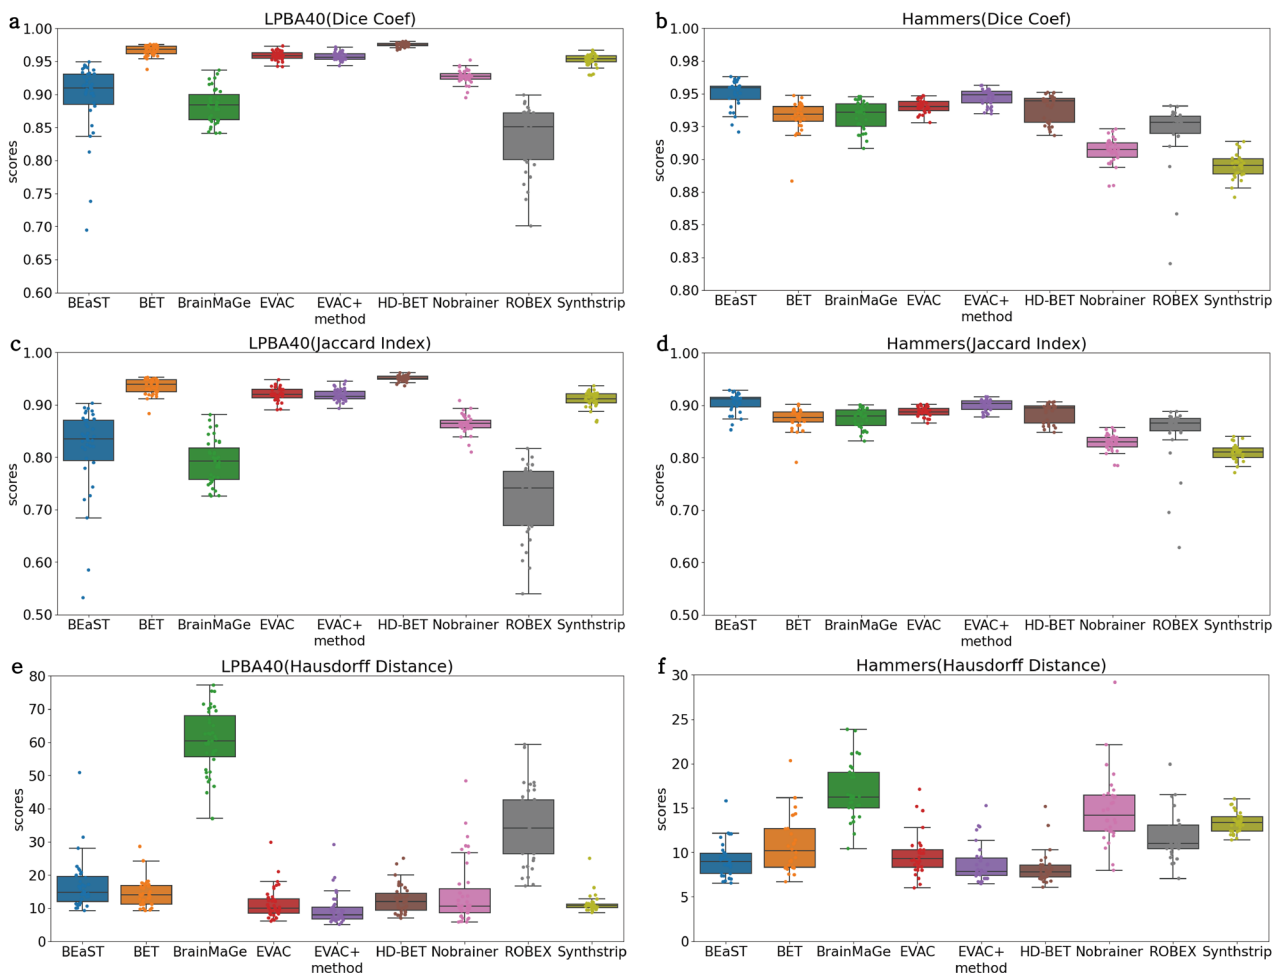 a
LPBA40(Dice Coef)
1.00
0.95
0.90
0.85
0.80
0.75
0.70
0.65
0.60
scores
BEaST BET BrainMaGe EVAC EVAC+ HD-BET Nobrainer ROBEX Synthstrip
method
b
Hammers(Dice Coef)
1.00
0.98
0.95
0.93
0.90
0.88
0.85
0.83
0.80
scores
BEaST BET BrainMaGe EVAC EVAC+ HD-BET Nobrainer ROBEX Synthstrip
method
c
LPBA40(Jaccard Index)
1.00
0.90
0.80
0.70
0.60
0.50
scores
BEaST BET BrainMaGe EVAC EVAC+ HD-BET Nobrainer ROBEX Synthstrip
method
d
Hammers(Jaccard Index)
1.00
0.90
0.80
0.70
0.60
0.50
scores
BEaST BET BrainMaGe EVAC EVAC+ HD-BET Nobrainer ROBEX Synthstrip
method
e
LPBA40(Hausdorff Distance)
80
70
60
50
40
30
20
10
0
scores
BEaST BET BrainMaGe EVAC EVAC+ HD-BET Nobrainer ROBEX Synthstrip
method
f
Hammers(Hausdorff Distance)
30
25
20
15
10
5
0
scores
BEaST BET BrainMaGe EVAC EVAC+ HD-BET Nobrainer ROBEX Synthstrip
method